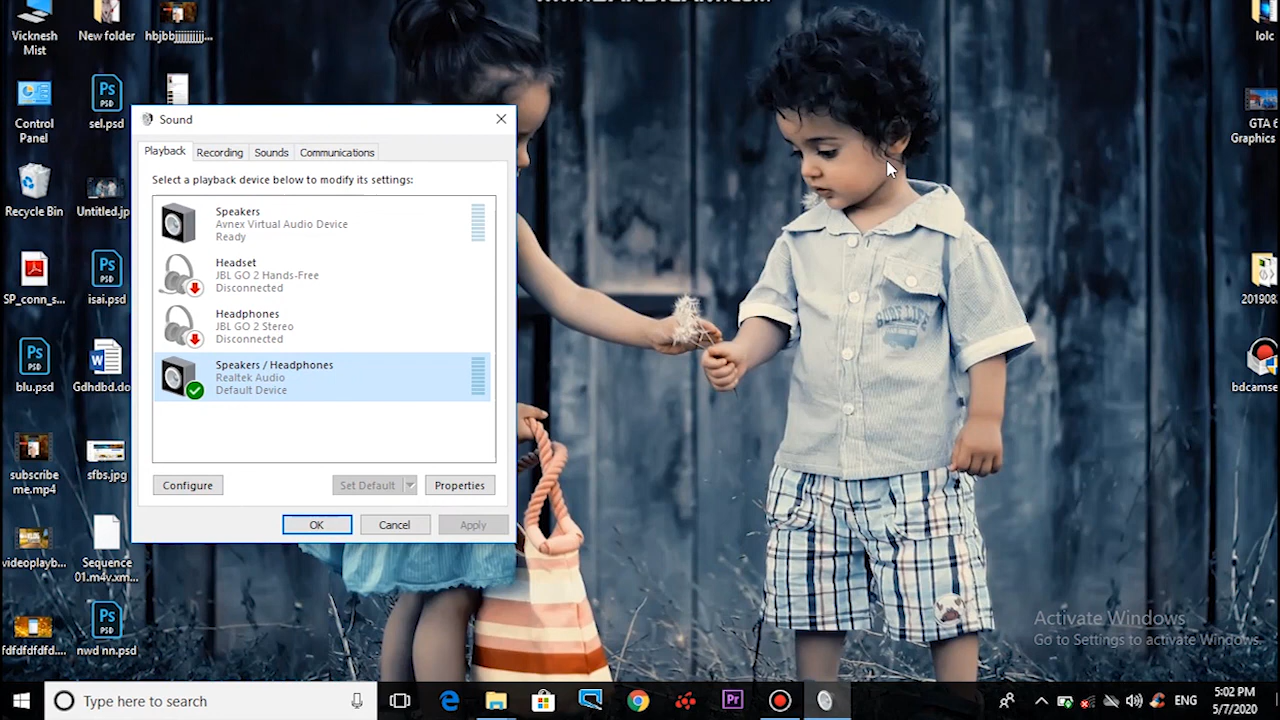 Vicknesh
Mist
New folder
hbjbbjjjjjjjjjj...
lolc
Control
Panel
sel.psd
GTA 6
Graphics
Recycle Bin
Untitled.jp
SP_conn_s...
isai.psd
201908
blu.psd
Gdhdbd.do
bdcamse
subscribe
me.mp4
sfbs.jpg
videoplayb...
Sequence
01.m4v.xm...
fdfdfdfdfd....
nwd nn.psd
Sound
Playback
Recording
Sounds
Communications
Select a playback device below to modify its settings:
Speakers
Avnex Virtual Audio Device
Ready
Headset
JBL GO 2 Hands-Free
Disconnected
Headphones
JBL GO 2 Stereo
Disconnected
Speakers / Headphones
Realtek Audio
Default Device
Configure
Set Default
Properties
OK
Cancel
Apply
SURF LIFE
Activate Windows
Go to Settings to activate Windows.
Type here to search
Pr
ENG
5:02 PM
5/7/2020